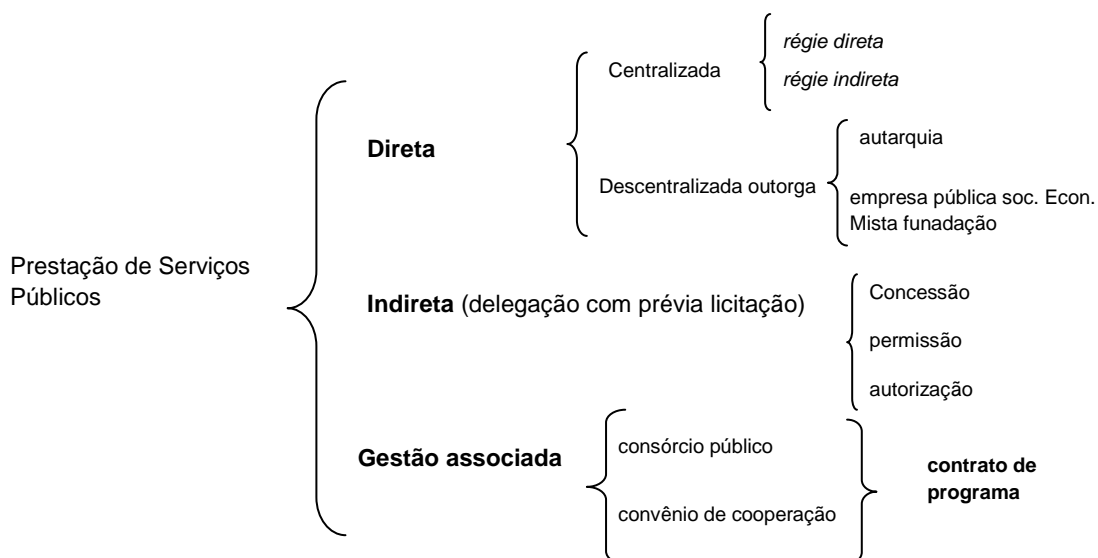 Prestação de Serviços
Públicos
Direta
Centralizada
régie direta
régie indireta
Descentralizada outorga
autarquia
empresa pública soc. Econ.
Mista funadação
Indireta (delegação com prévia licitação)
Concessão
permissão
autorização
Gestão associada
consórcio público
convênio de cooperação
contrato de
programa